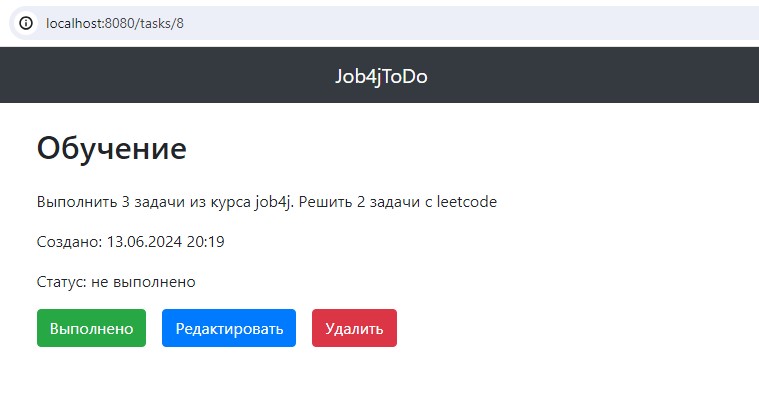 localhost:8080/tasks/8
Job4jToDo
Обучение
Выполнить 3 задачи из курса job4j. Решить 2 задачи с leetcode
Создано: 13.06.2024 20:19
Статус: не выполнено
Выполнено Редактировать Удалить